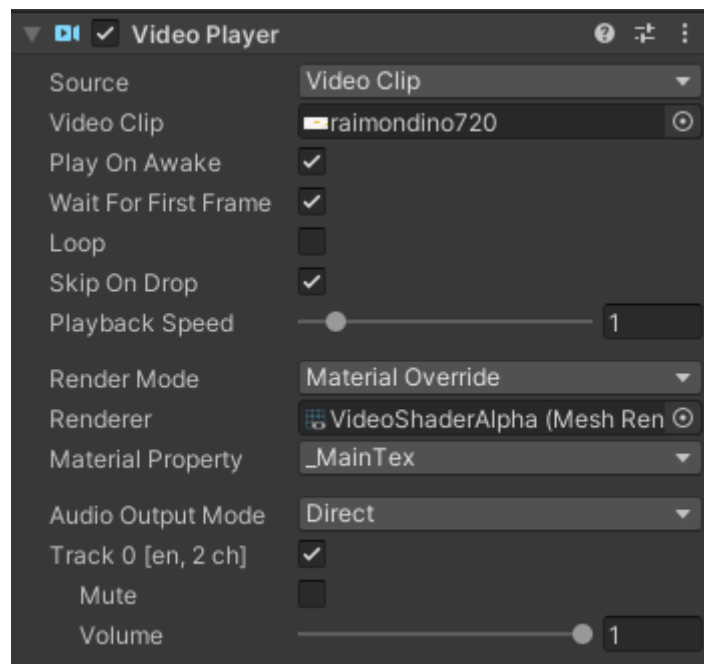 Video Player
Source Video Clip
Video Clip raimondino720
Play On Awake
Wait For First Frame
Loop
Skip On Drop
Playback Speed 1
Render Mode Material Override
Renderer VideoShaderAlpha (Mesh Ren
Material Property _MainTex
Audio Output Mode Direct
Track 0 [en, 2 ch]
Mute
Volume 1